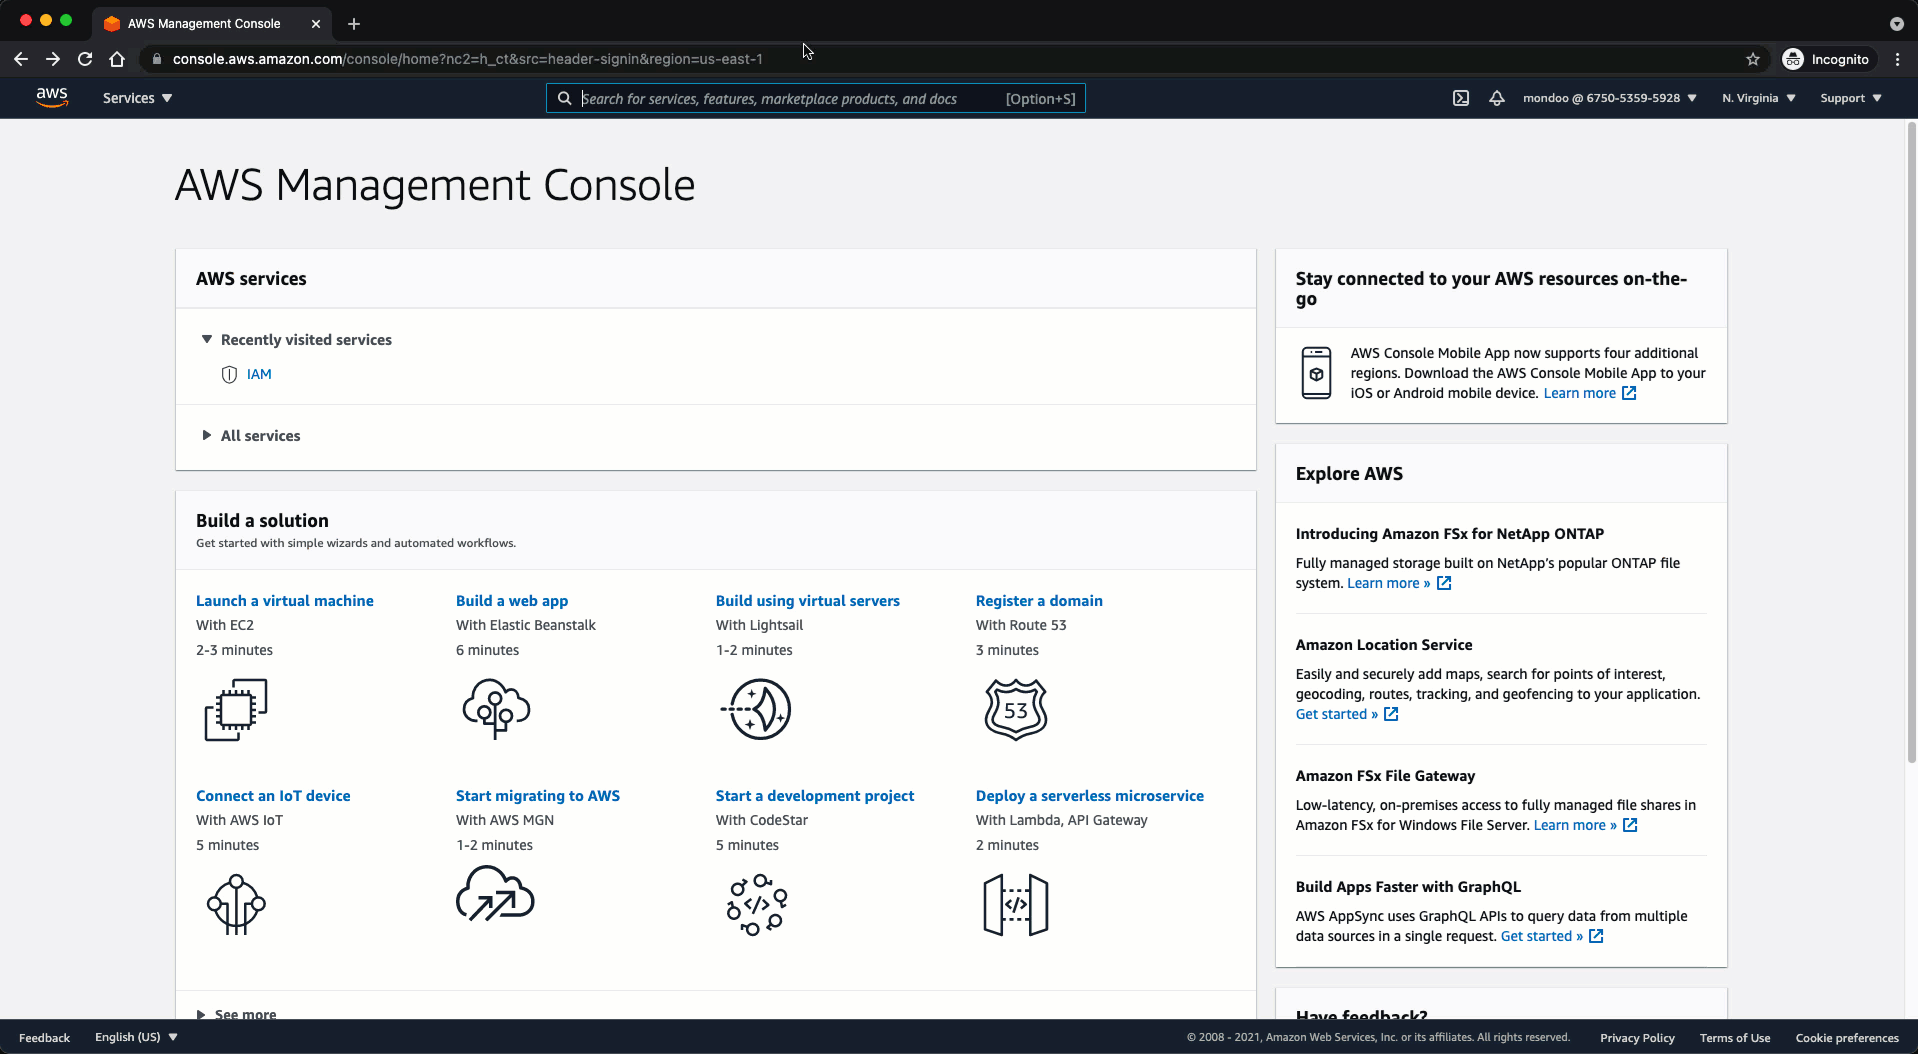 AWS Management Console
console.aws.amazon.com/console/home?nc2=h_ct&src=header-signin&region=us-east-1
Incognito
aws
Services
Search for services, features, marketplace products, and docs
[Option+S]
mondoo @ 6750-5359-5928
N. Virginia
Support
AWS Management Console
AWS services
Recently visited services
IAM
All services
Build a solution
Get started with simple wizards and automated workflows.
Launch a virtual machine
With EC2
2-3 minutes
Build a web app
With Elastic Beanstalk
6 minutes
Build using virtual servers
With Lightsail
1-2 minutes
Register a domain
With Route 53
3 minutes
53
Connect an IoT device
With AWS IoT
5 minutes
Start migrating to AWS
With AWS MGN
1-2 minutes
Start a development project
With CodeStar
5 minutes
</>
Deploy a serverless microservice
With Lambda, API Gateway
2 minutes
</>
See more
Stay connected to your AWS resources on-the-
go
AWS Console Mobile App now supports four additional
regions. Download the AWS Console Mobile App to your
iOS or Android mobile device. Learn more
Explore AWS
Introducing Amazon FSx for NetApp ONTAP
Fully managed storage built on NetApp's popular ONTAP file
system. Learn more »
Amazon Location Service
Easily and securely add maps, search for points of interest,
geocoding, routes, tracking, and geofencing to your application.
Get started »
Amazon FSx File Gateway
Low-latency, on-premises access to fully managed file shares in
Amazon FSx for Windows File Server. Learn more »
Build Apps Faster with GraphQL
AWS AppSync uses GraphQL APIs to query data from multiple
data sources in a single request. Get started »
Have feedback?
Feedback
English (US)
© 2008 - 2021, Amazon Web Services, Inc. or its affiliates. All rights reserved.
Privacy Policy
Terms of Use
Cookie preferences